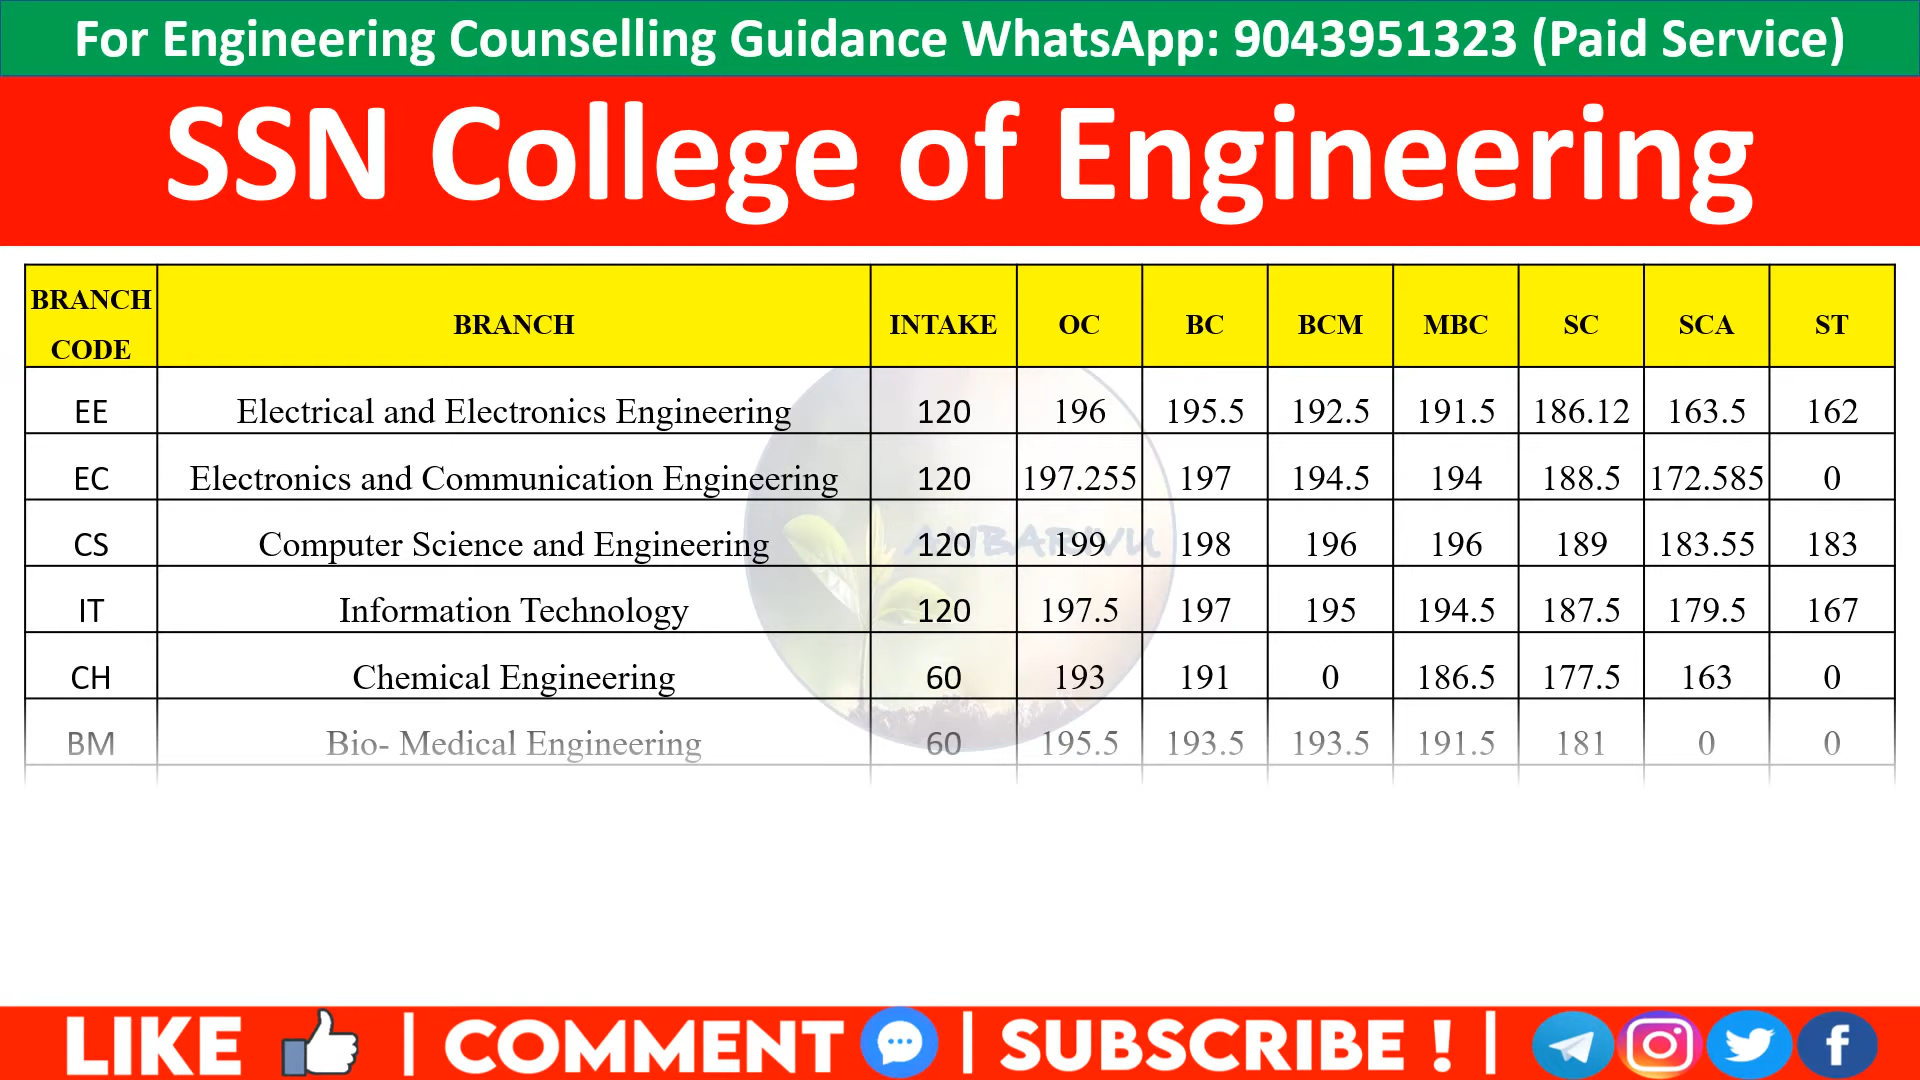 For Engineering Counselling Guidance WhatsApp: 9043951323 (Paid Service)
SSN College of Engineering
BRANCH CODE BRANCH INTAKE OC BC BCM MBC SC SCA ST
EE Electrical and Electronics Engineering 120 196 195.5 192.5 191.5 186.12 163.5 162
EC Electronics and Communication Engineering 120 197.255 197 194.5 194 188.5 172.585 0
CS Computer Science and Engineering 120 199 198 196 196 189 183.55 183
IT Information Technology 120 197.5 197 195 194.5 187.5 179.5 167
CH Chemical Engineering 60 193 191 0 186.5 177.5 163 0
BM Bio- Medical Engineering 60 195.5 193.5 193.5 191.5 181 0 0
ANBARIVU
LIKE | COMMENT | SUBSCRIBE ! |